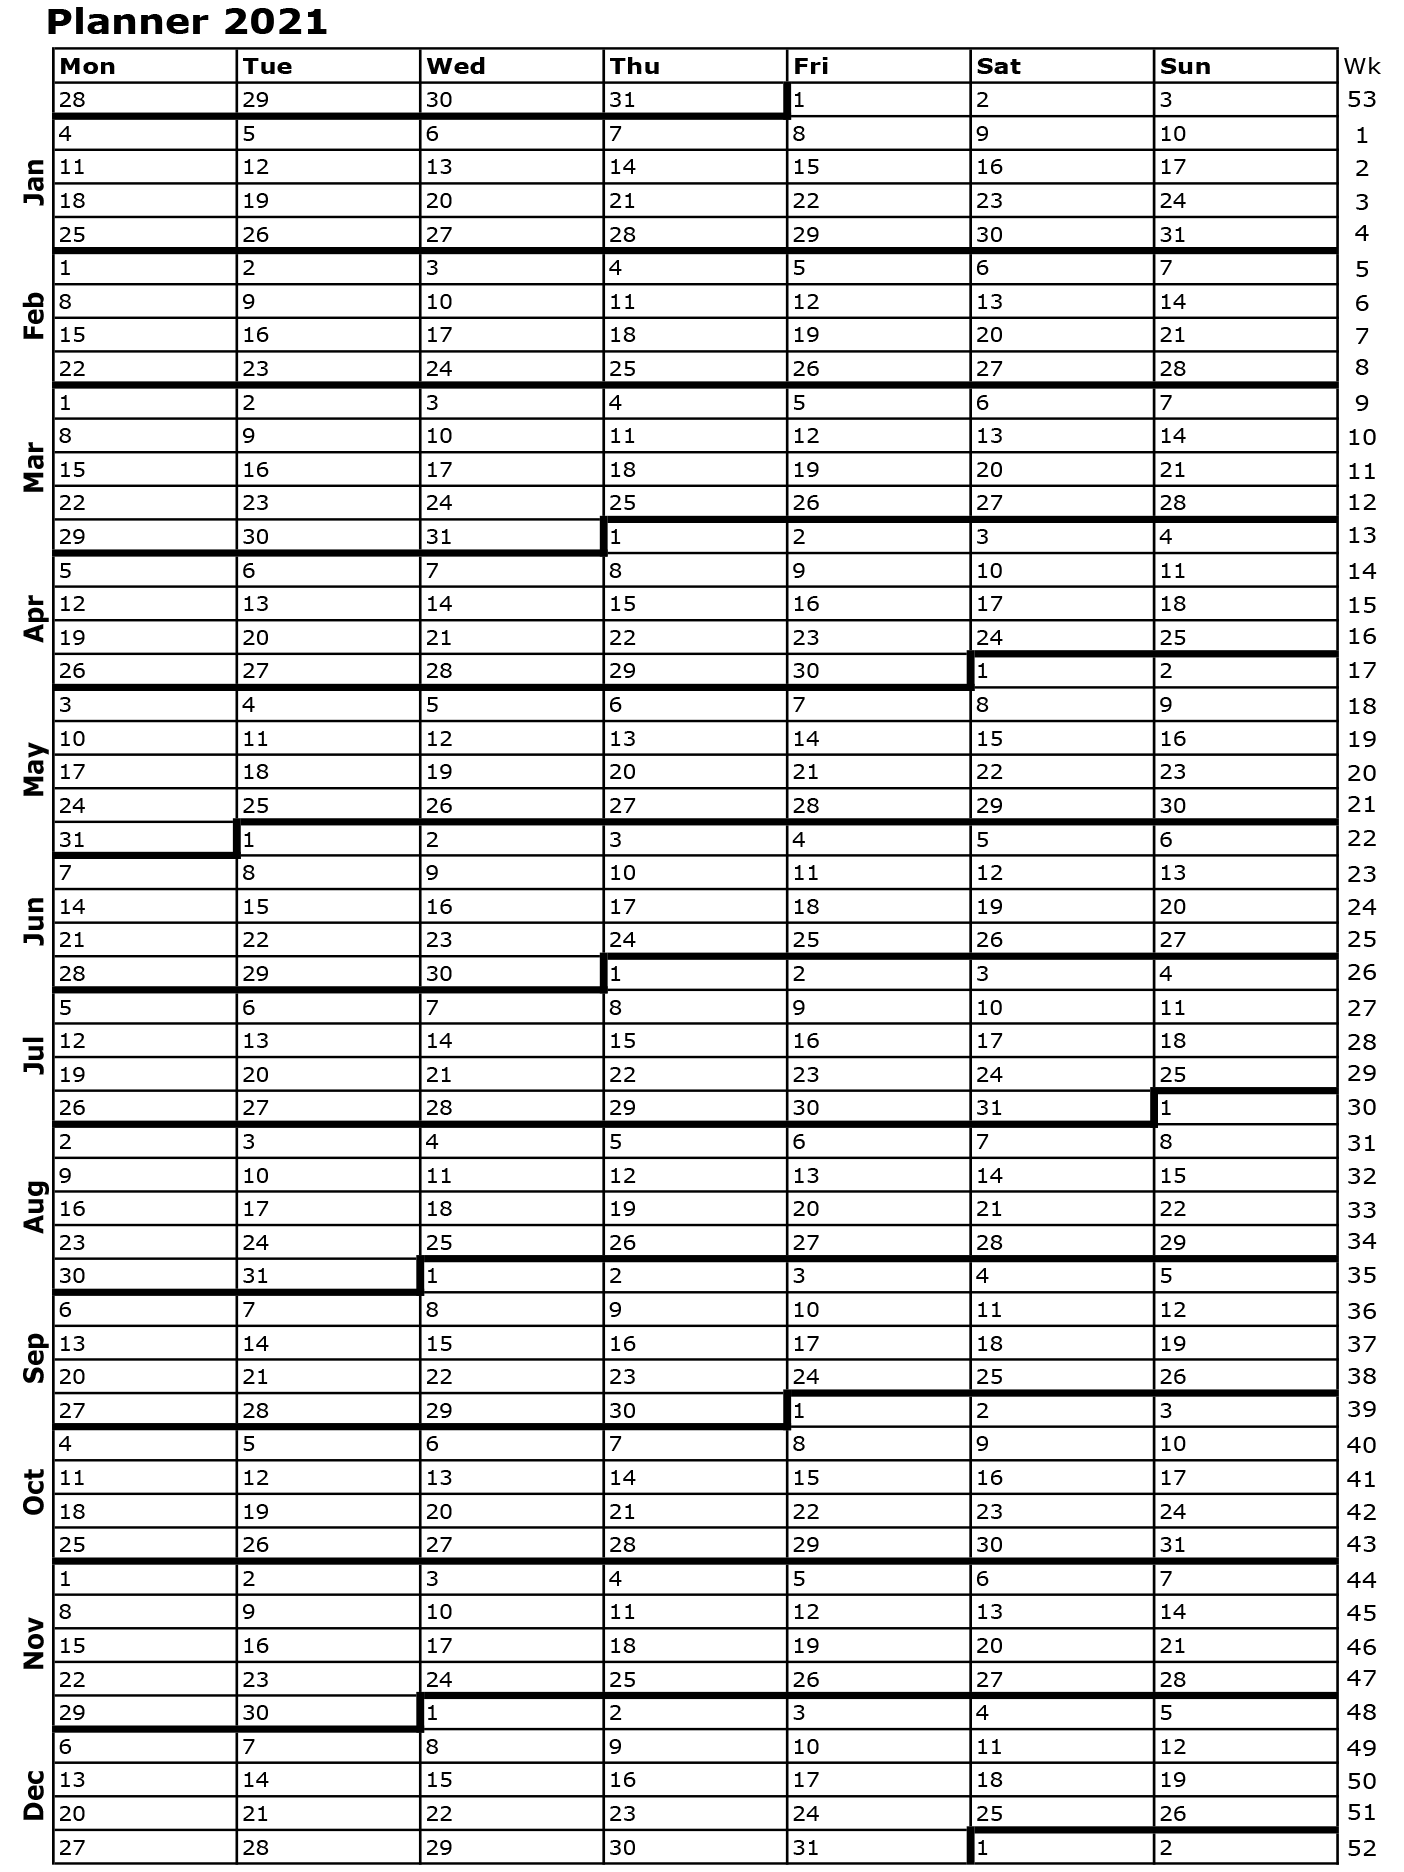 Planner 2021
Mon Tue Wed Thu Fri Sat Sun Wk
28 29 30 31 1 2 3 53
4 5 6 7 8 9 10 1
Jan
11 12 13 14 15 16 17 2
18 19 20 21 22 23 24 3
25 26 27 28 29 30 31 4
1 2 3 4 5 6 7 5
Feb
8 9 10 11 12 13 14 6
15 16 17 18 19 20 21 7
22 23 24 25 26 27 28 8
1 2 3 4 5 6 7 9
8 9 10 11 12 13 14 10
Mar
15 16 17 18 19 20 21 11
22 23 24 25 26 27 28 12
29 30 31 1 2 3 4 13
5 6 7 8 9 10 11 14
Apr
12 13 14 15 16 17 18 15
19 20 21 22 23 24 25 16
26 27 28 29 30 1 2 17
3 4 5 6 7 8 9 18
10 11 12 13 14 15 16 19
May
17 18 19 20 21 22 23 20
24 25 26 27 28 29 30 21
31 1 2 3 4 5 6 22
7 8 9 10 11 12 13 23
Jun
14 15 16 17 18 19 20 24
21 22 23 24 25 26 27 25
28 29 30 1 2 3 4 26
5 6 7 8 9 10 11 27
Jul
12 13 14 15 16 17 18 28
19 20 21 22 23 24 25 29
26 27 28 29 30 31 1 30
2 3 4 5 6 7 8 31
9 10 11 12 13 14 15 32
Aug
16 17 18 19 20 21 22 33
23 24 25 26 27 28 29 34
30 31 1 2 3 4 5 35
6 7 8 9 10 11 12 36
Sep
13 14 15 16 17 18 19 37
20 21 22 23 24 25 26 38
27 28 29 30 1 2 3 39
4 5 6 7 8 9 10 40
Oct
11 12 13 14 15 16 17 41
18 19 20 21 22 23 24 42
25 26 27 28 29 30 31 43
1 2 3 4 5 6 7 44
8 9 10 11 12 13 14 45
Nov
15 16 17 18 19 20 21 46
22 23 24 25 26 27 28 47
29 30 1 2 3 4 5 48
6 7 8 9 10 11 12 49
Dec
13 14 15 16 17 18 19 50
20 21 22 23 24 25 26 51
27 28 29 30 31 1 2 52